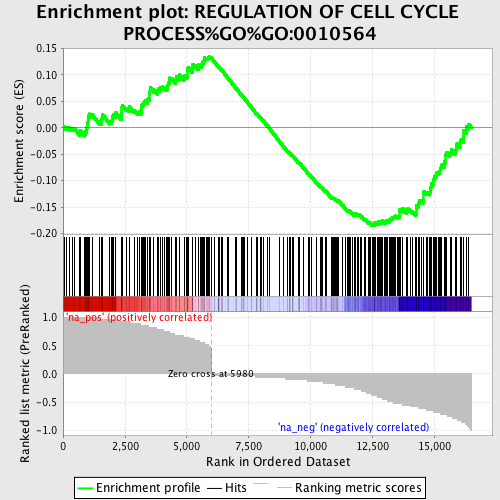 Enrichment plot: REGULATION OF CELL CYCLE
PROCESS%GO%GO:0010564
Enrichment score (ES)
0.15
0.10
0.05
0.00
-0.05
-0.10
-0.15
-0.20
Ranked list metric (PreRanked)
1.0
0.5
0.0
-0.5
-1.0
'na_pos' (positively correlated)
Zero cross at 5980
'na_neg' (negatively correlated)
0
2,500
5,000
7,500
10,000
12,500
15,000
Rank in Ordered Dataset
Enrichment profile
Hits
Ranking metric scores